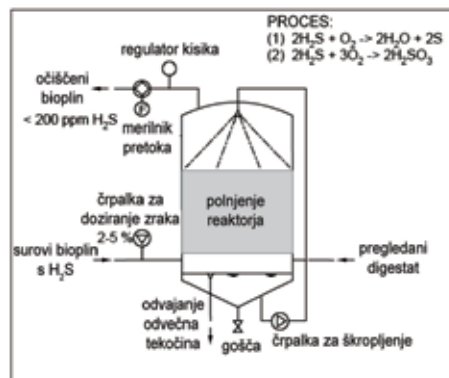 PROCES:
(1) 2H₂S + O₂ -> 2H₂O + 2S
(2) 2H₂S + 3O₂ -> 2H₂SO₃
regulator kisika
očiščeni
bioplin
< 200 ppm H₂S
F
merilnik
pretoka
polnjenje
reaktorja
črpalka za
doziranje zraka
2-5 %
surovi bioplin
s H₂S
pregledani
digestat
odvajanje
odvečna
tekočina
gošča
črpalka za škropljenje